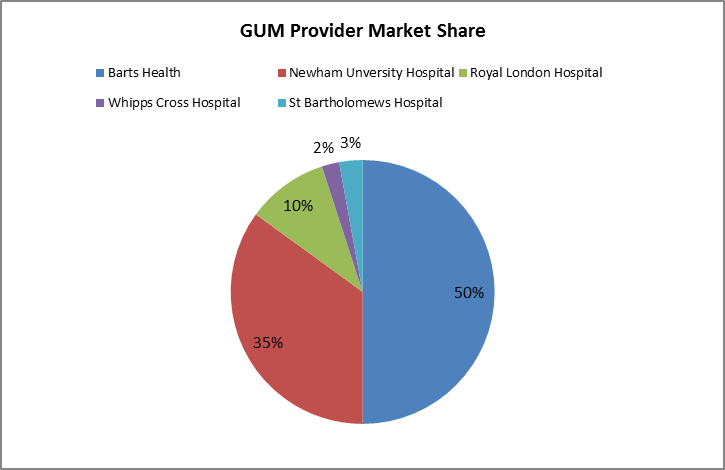 GUM Provider Market Share
Barts Health
Newham Unversity Hospital
Royal London Hospital
Whipps Cross Hospital
St Bartholomews Hospital
2%
3%
10%
50%
35%